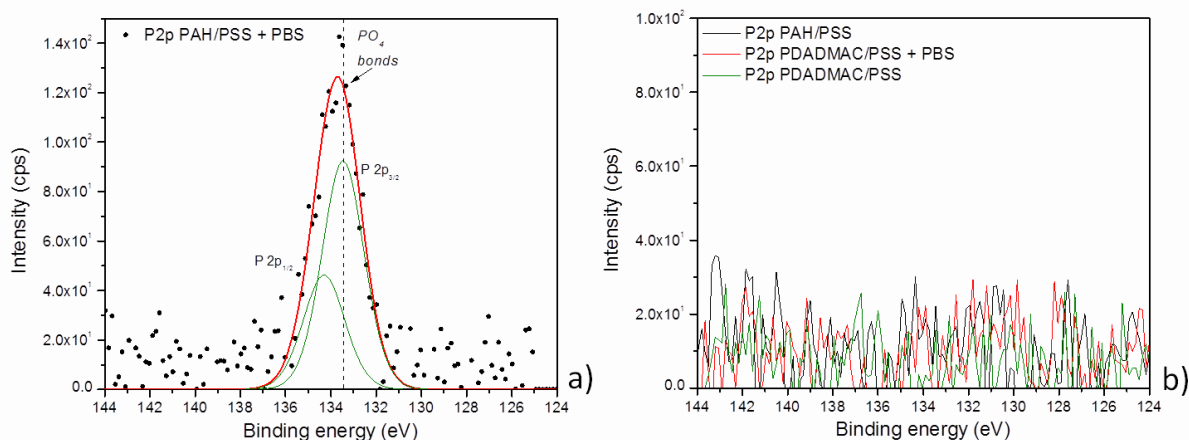 P2p PAH/PSS + PBS
PO4
bonds
P 2p3/2
P 2p1/2
1.4x10²
1.2x10²
1.0x10²
8.0x10¹
6.0x10¹
4.0x10¹
2.0x10¹
0.0
Intensity (cps)
144 142 140 138 136 134 132 130 128 126 124
Binding energy (eV)
a)
P2p PAH/PSS
P2p PDADMAC/PSS + PBS
P2p PDADMAC/PSS
1.0x10²
8.0x10¹
6.0x10¹
4.0x10¹
2.0x10¹
0.0
Intensity (cps)
144 142 140 139 136 135 132 130 128 126 124
Binding energy (eV)
b)